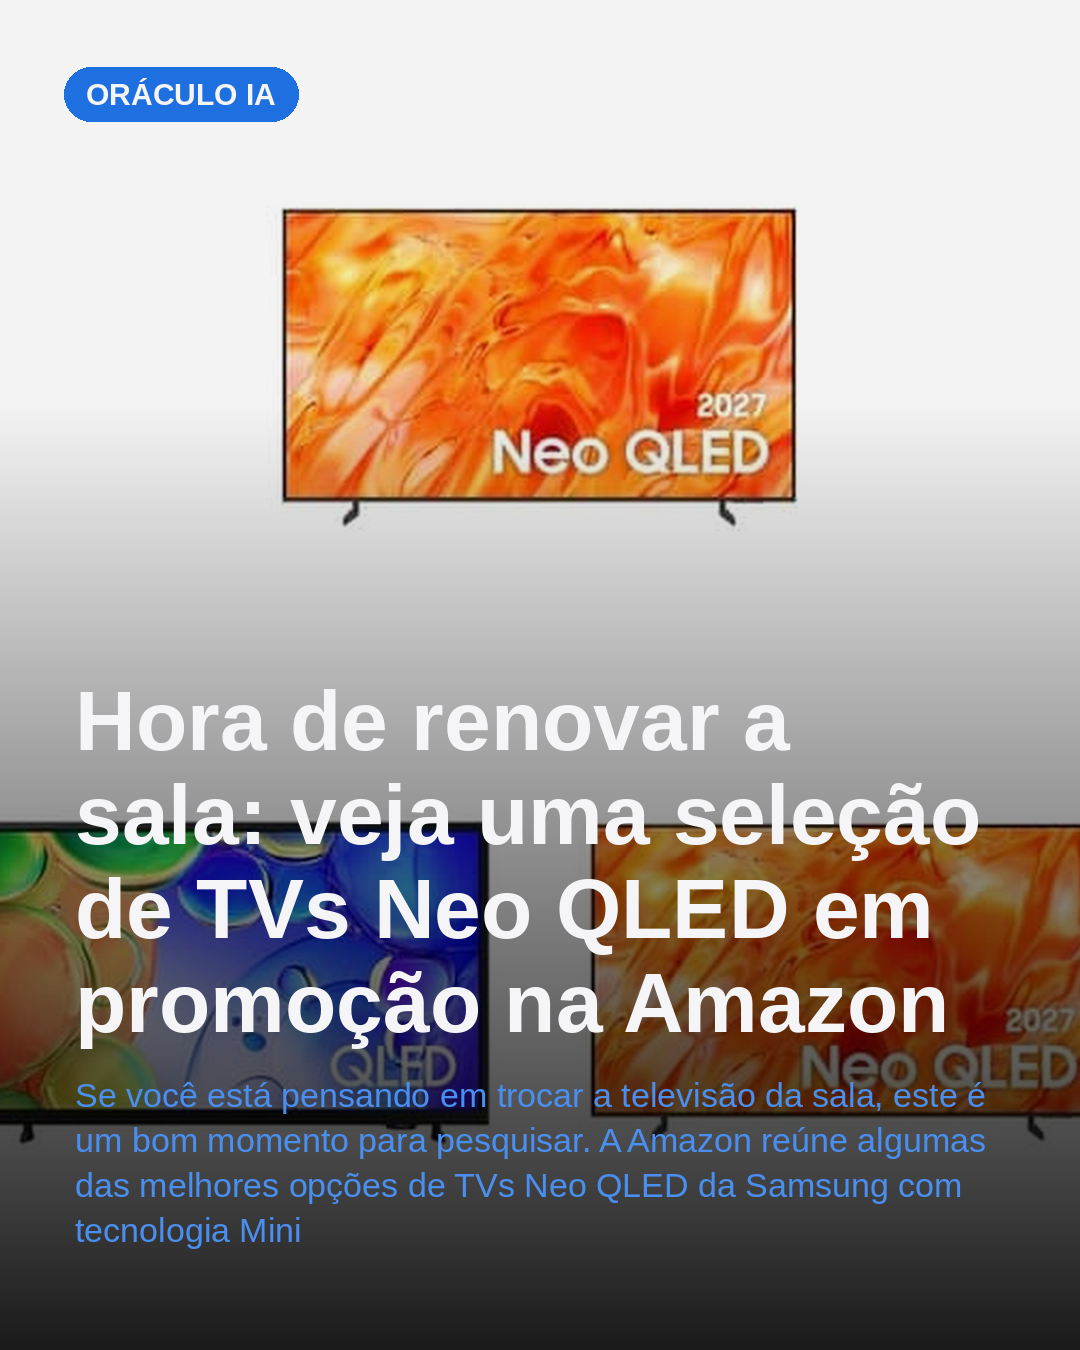 ORÁCULO IA
2027
Neo QLED
Hora de renovar a
sala: veja uma seleção
de TVs Neo QLED em
promoção na Amazon
2027
QLED
Neo QLED
Se você está pensando em trocar a televisão da sala, este é
um bom momento para pesquisar. A Amazon reúne algumas
das melhores opções de TVs Neo QLED da Samsung com
tecnologia Mini